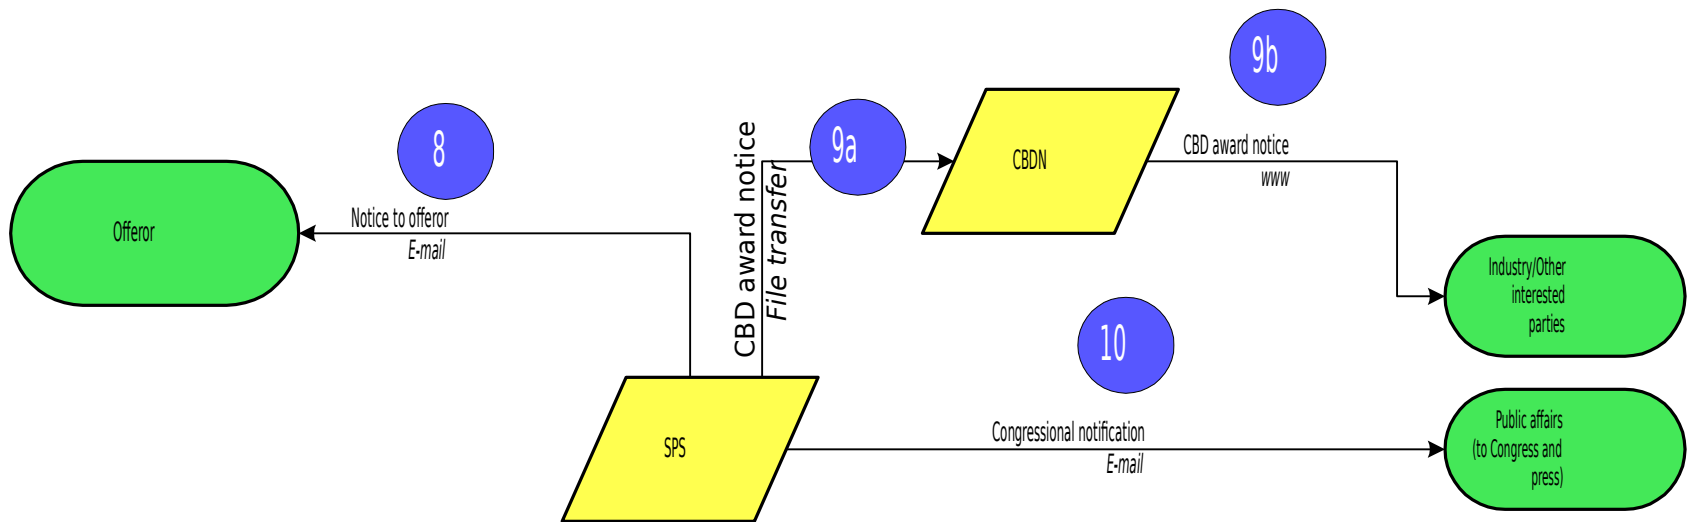 9b
8
9a
CBD award notice
File transfer
CBDN
CBD award notice
www
Offeror
Notice to offeror
E-mail
Industry/Other
interested
parties
10
SPS
Congressional notification
E-mail
Public affairs
(to Congress and
press)